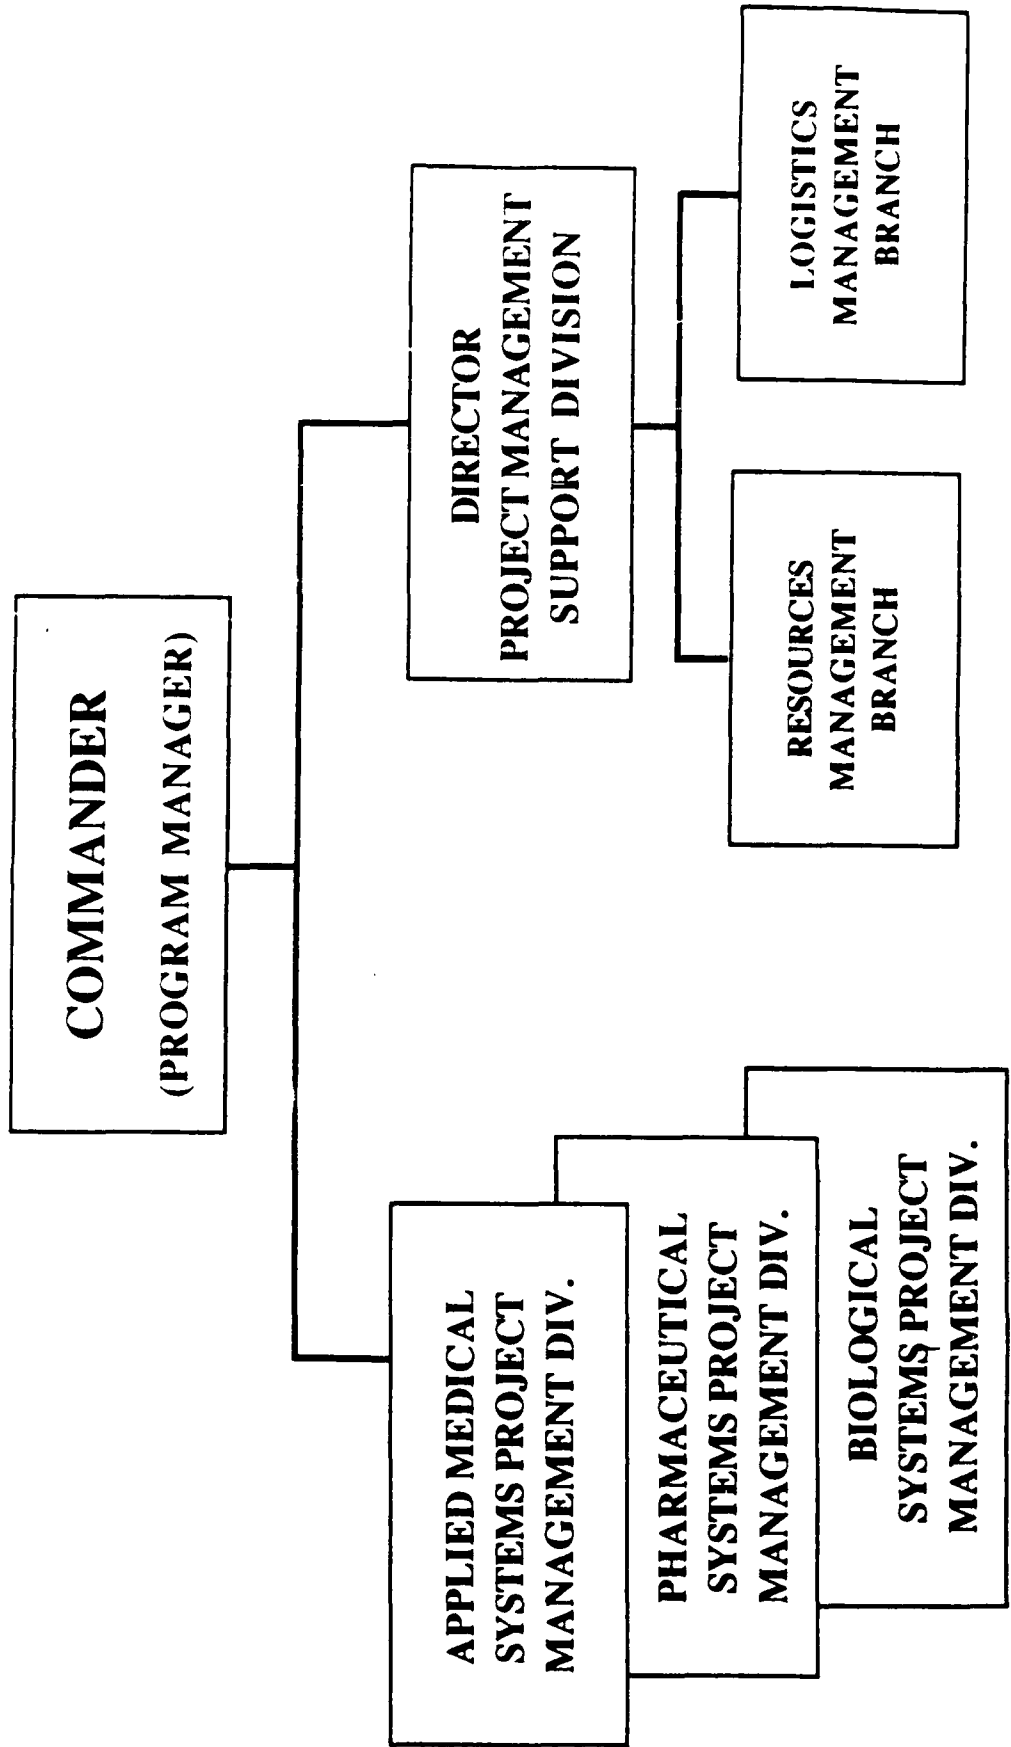 COMMANDER
(PROGRAM MANAGER)
APPLIED MEDICAL
SYSTEMS PROJECT
MANAGEMENT DIV.
PHARMACEUTICAL
SYSTEMS PROJECT
MANAGEMENT DIV.
BIOLOGICAL
SYSTEMS PROJECT
MANAGEMENT DIV.
DIRECTOR
PROJECT MANAGEMENT
SUPPORT DIVISION
RESOURCES
MANAGEMENT
BRANCH
LOGISTICS
MANAGEMENT
BRANCH